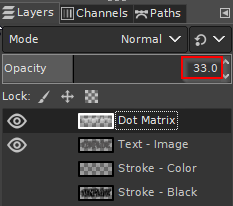 Layers Channels Paths
Mode Normal
Opacity 33.0
Lock:
Dot Matrix
Text - Image
Stroke - Color
Stroke - Black